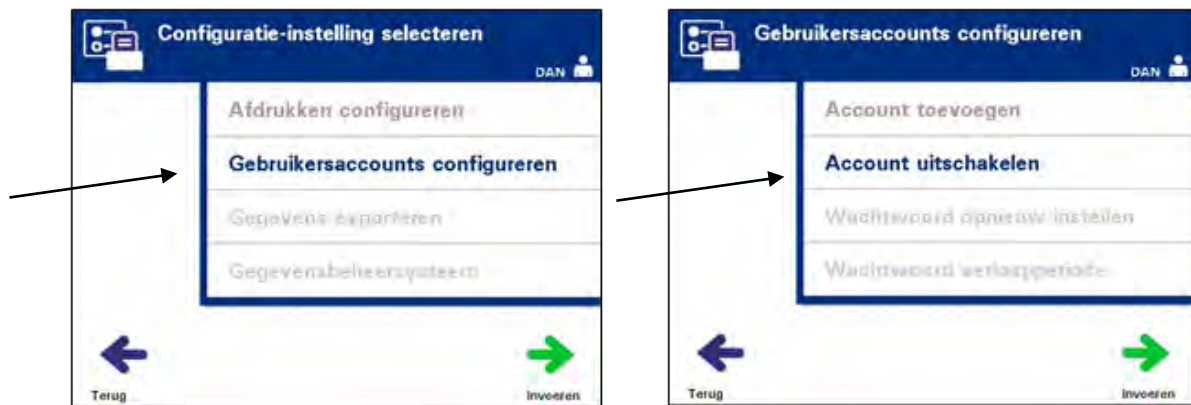 Configuratie-instelling selecteren
DAN
Afdrukken configureren
Gebruikersaccounts configureren
Gegevens exporteren
Gegevensbeheersysteem
Terug
Invoeren
Gebruikersaccounts configureren
DAN
Account toevoegen
Account uitschakelen
Wachtwoord opnieuw instellen
Wachtwoord verloopperiode
Terug
Invoeren